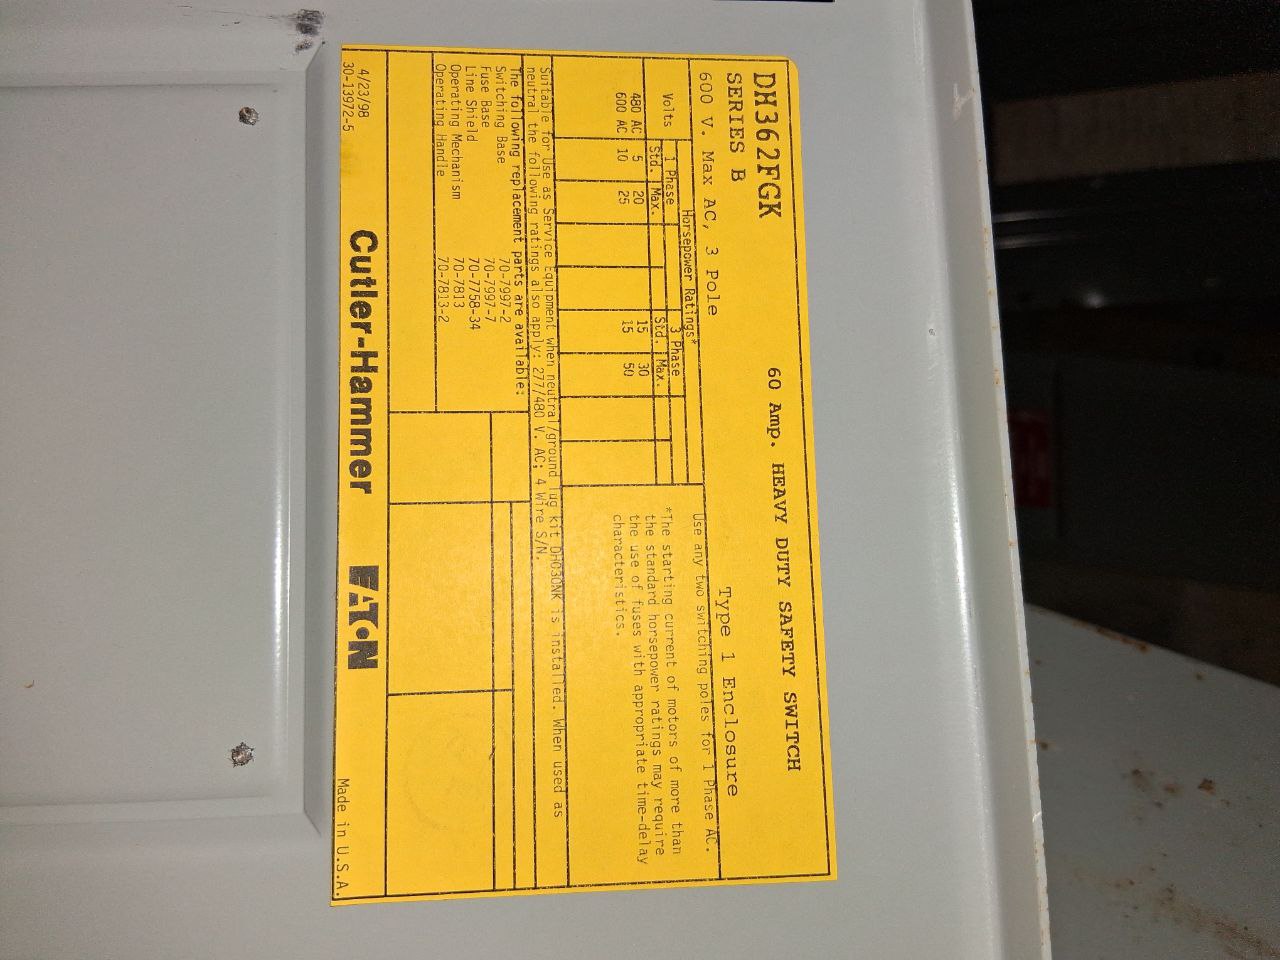 DH362FGK 60 Amp. HEAVY DUTY SAFETY SWITCH
SERIES B Type 1 Enclosure
600 V. Max AC, 3 Pole
Horsepower Ratings*
Use any two switching poles for 1 Phase AC.
Volts 1 Phase 3 Phase
Std. Max. Std. Max.
480 AC 5 20 15 30
600 AC 10 25 15 50
*The starting current of motors of more than
the standard horsepower ratings may require
the use of fuses with appropriate time-delay
characteristics.
Suitable for Use as Service Equipment when neutral/ground lug kit DH030NK is installed. When used as
neutral the following ratings also apply: 277/480 V. AC; 4 Wire S/N.
The following replacement parts are available:
Switching Base 70-7997-2
Fuse Base 70-7997-7
Line Shield 70-7758-34
Operating Mechanism 70-7813
Operating Handle 70-7813-2
4/23/98
30-13972-5
Cutler-Hammer EATON
Made in U.S.A.